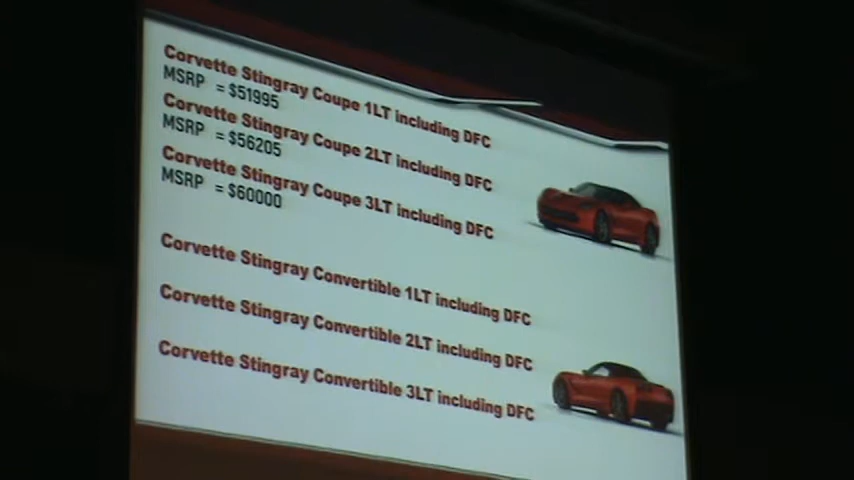 Corvette Stingray Coupe 1LT including DFC
MSRP = $51995
Corvette Stingray Coupe 2LT including DFC
MSRP = $56205
Corvette Stingray Coupe 3LT including DFC
MSRP = $60000
Corvette Stingray Convertible 1LT including DFC
Corvette Stingray Convertible 2LT including DFC
Corvette Stingray Convertible 3LT including DFC